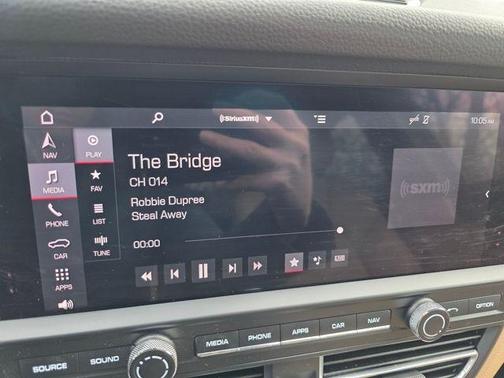 ((SiriusXM))
10:05 AM
NAV
PLAY
The Bridge
MEDIA
FAV
CH 014
((sxm))
Robbie Dupree
PHONE
LIST
Steal Away
CAR
TUNE
00:00
APPS
MEDIA PHONE APPS CAR NAV OPTION
SOURCE SOUND